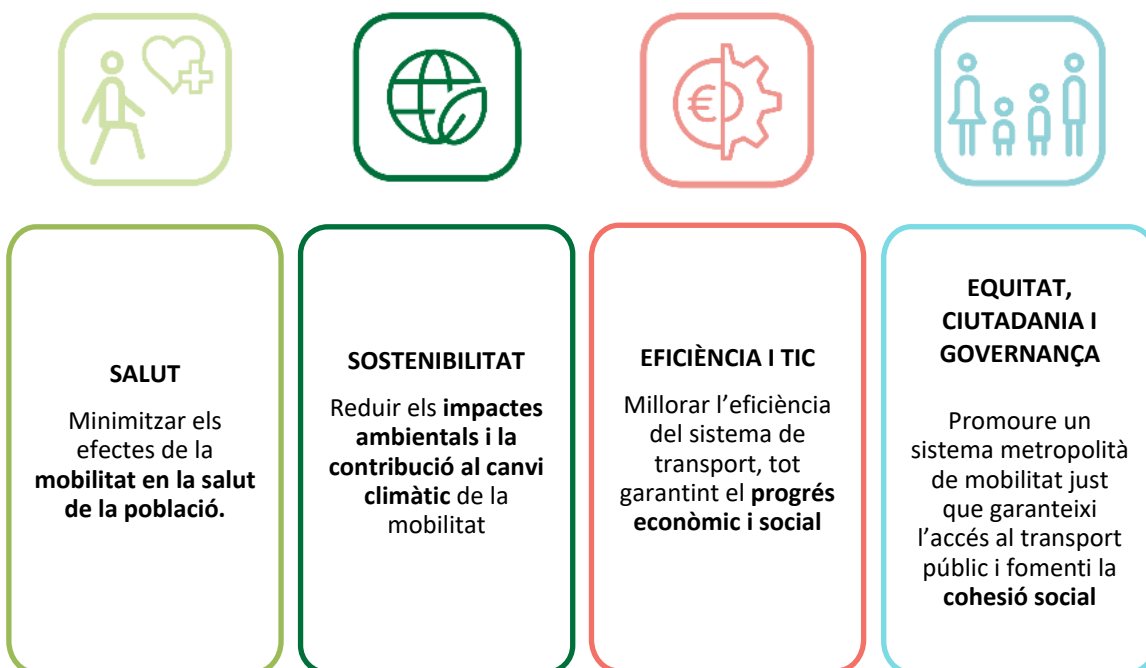 SALUT
Minimitzar els
efectes de la
mobilitat en la salut
de la població.
SOSTENIBILITAT
Reduir els impactes
ambientals i la
contribució al canvi
climàtic de la
mobilitat
EFICIÈNCIA I TIC
Millorar l’eficiència
del sistema de
transport, tot
garantint el progrés
econòmic i social
EQUITAT,
CIUTADANIA I
GOVERNANÇA
Promoure un
sistema metropolità
de mobilitat just
que garanteixi
l’accés al transport
públic i fomenti la
cohesió social